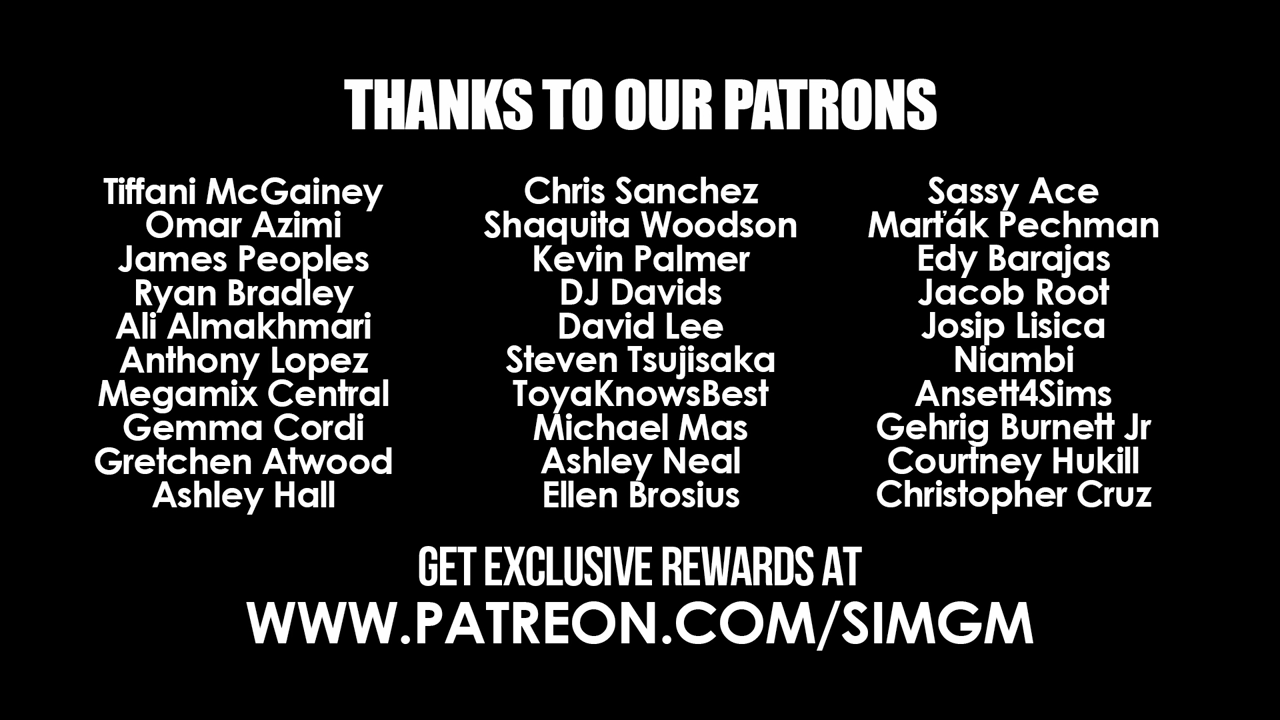 THANKS TO OUR PATRONS
Tiffani McGainey
Omar Azimi
James Peoples
Ryan Bradley
Ali Almakhmari
Anthony Lopez
Megamix Central
Gemma Cordi
Gretchen Atwood
Ashley Hall
Chris Sanchez
Shaquita Woodson
Kevin Palmer
DJ Davids
David Lee
Steven Tsujisaka
ToyaKnowsBest
Michael Mas
Ashley Neal
Ellen Brosius
Sassy Ace
Marťák Pechman
Edy Barajas
Jacob Root
Josip Lisica
Niambi
Ansett4Sims
Gehrig Burnett Jr
Courtney Hukill
Christopher Cruz
GET EXCLUSIVE REWARDS AT
WWW.PATREON.COM/SIMGM